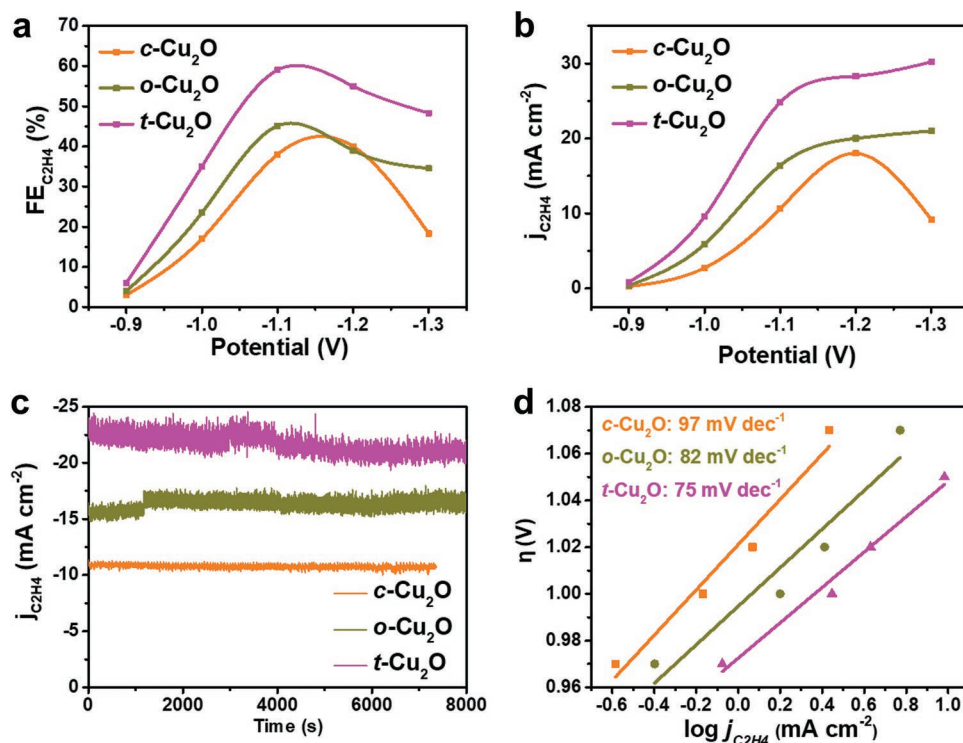 a
70
60
50
40
30
20
10
0
FE_C2H4 (%)
c-Cu₂O
o-Cu₂O
t-Cu₂O
-0.9 -1.0 -1.1 -1.2 -1.3
Potential (V)
b
30
20
10
0
j_C2H4 (mA cm⁻²)
c-Cu₂O
o-Cu₂O
t-Cu₂O
-0.9 -1.0 -1.1 -1.2 -1.3
Potential (V)
c
-25
-20
-15
-10
-5
0
j_C2H4 (mA cm⁻²)
c-Cu₂O
o-Cu₂O
t-Cu₂O
0 2000 4000 6000 8000
Time (s)
d
1.08
1.06
1.04
1.02
1.00
0.98
0.96
η (V)
c-Cu₂O: 97 mV dec⁻¹
o-Cu₂O: 82 mV dec⁻¹
t-Cu₂O: 75 mV dec⁻¹
-0.6 -0.4 -0.2 0.0 0.2 0.4 0.6 0.8 1.0
log j_C2H4 (mA cm⁻²)